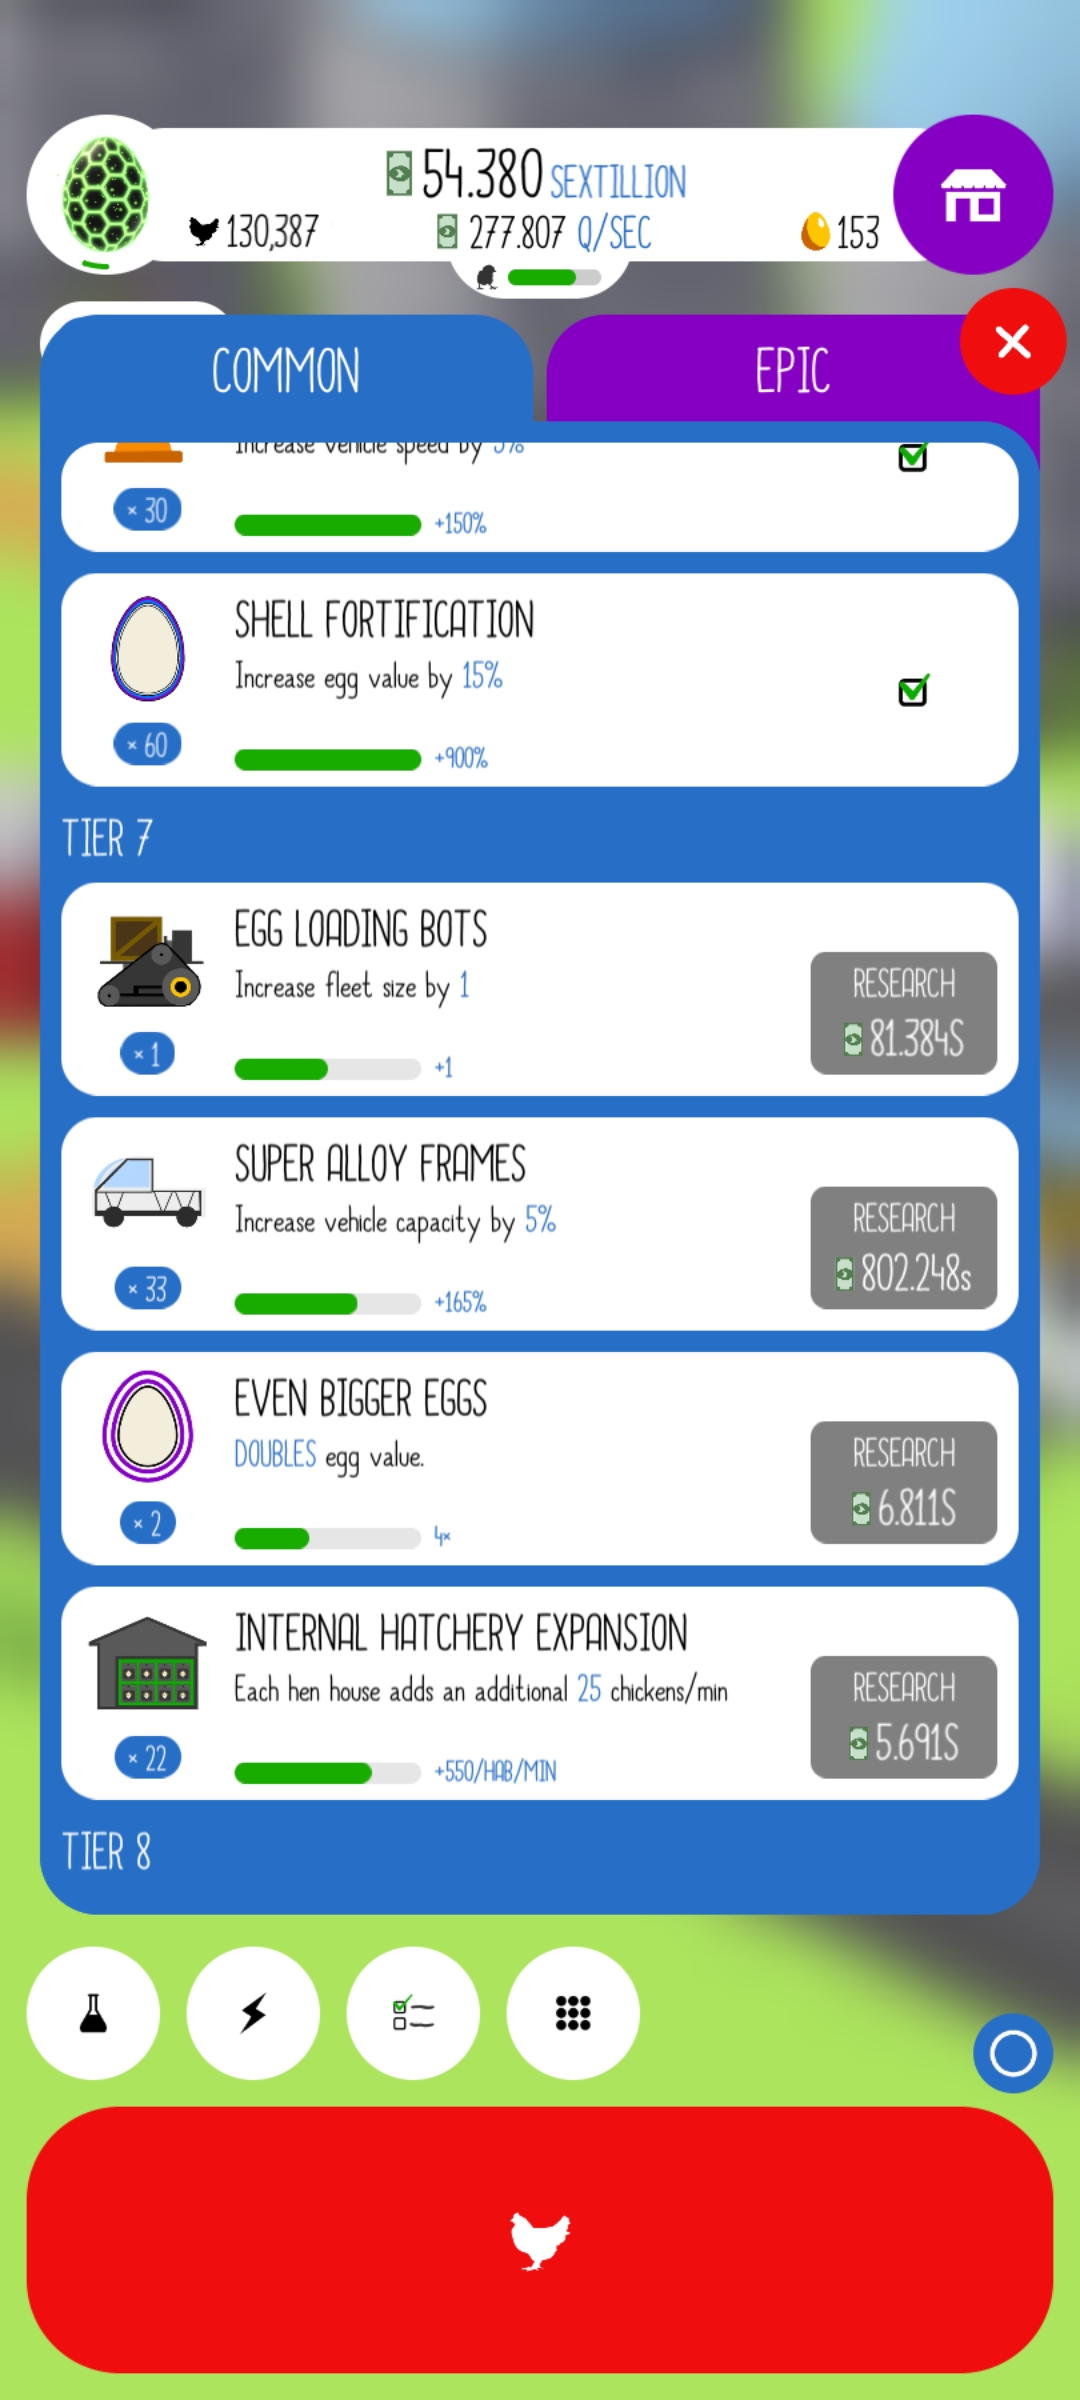 54.380 SEXTILLION
130,387
277.807 Q/SEC
153
COMMON
EPIC
Increase vehicle speed by 5%
× 30
+150%
SHELL FORTIFICATION
Increase egg value by 15%
× 60
+900%
TIER 7
EGG LOADING BOTS
Increase fleet size by 1
RESEARCH
81.384S
× 1
+1
SUPER ALLOY FRAMES
Increase vehicle capacity by 5%
RESEARCH
802.248s
× 33
+165%
EVEN BIGGER EGGS
DOUBLES egg value.
RESEARCH
6.811S
× 2
4×
INTERNAL HATCHERY EXPANSION
Each hen house adds an additional 25 chickens/min
RESEARCH
5.691S
× 22
+550/HAB/MIN
TIER 8